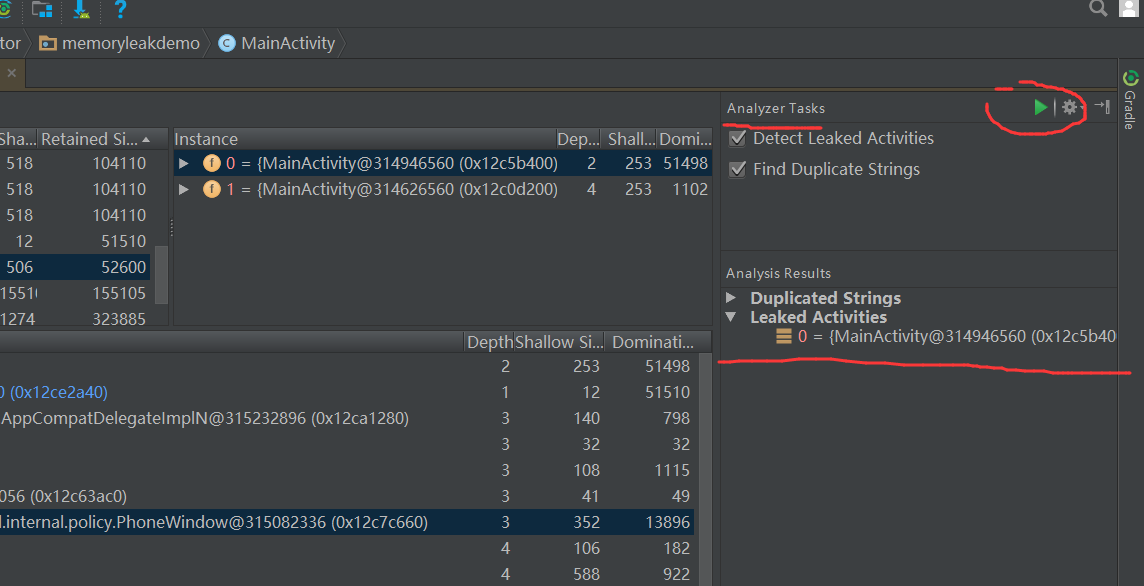 ?
tor memoryleakdemo C MainActivity
Analyzer Tasks
Gradle
Sha... Retained Si...
518 104110
518 104110
518 104110
12 51510
506 52600
1551 155105
1274 323885
Instance Dep... Shall... Domi...
f 0 = {MainActivity@314946560 (0x12c5b400) 2 253 51498
f 1 = {MainActivity@314626560 (0x12c0d200) 4 253 1102
Detect Leaked Activities
Find Duplicate Strings
Analysis Results
Duplicated Strings
Leaked Activities
0 = {MainActivity@314946560 (0x12c5b40
Depth Shallow Si... Dominati...
2 253 51498
0 (0x12ce2a40) 1 12 51510
AppCompatDelegateImplN@315232896 (0x12ca1280) 3 140 798
3 32 32
3 108 1115
056 (0x12c63ac0) 3 41 49
l.internal.policy.PhoneWindow@315082336 (0x12c7c660) 3 352 13896
4 106 182
4 588 922